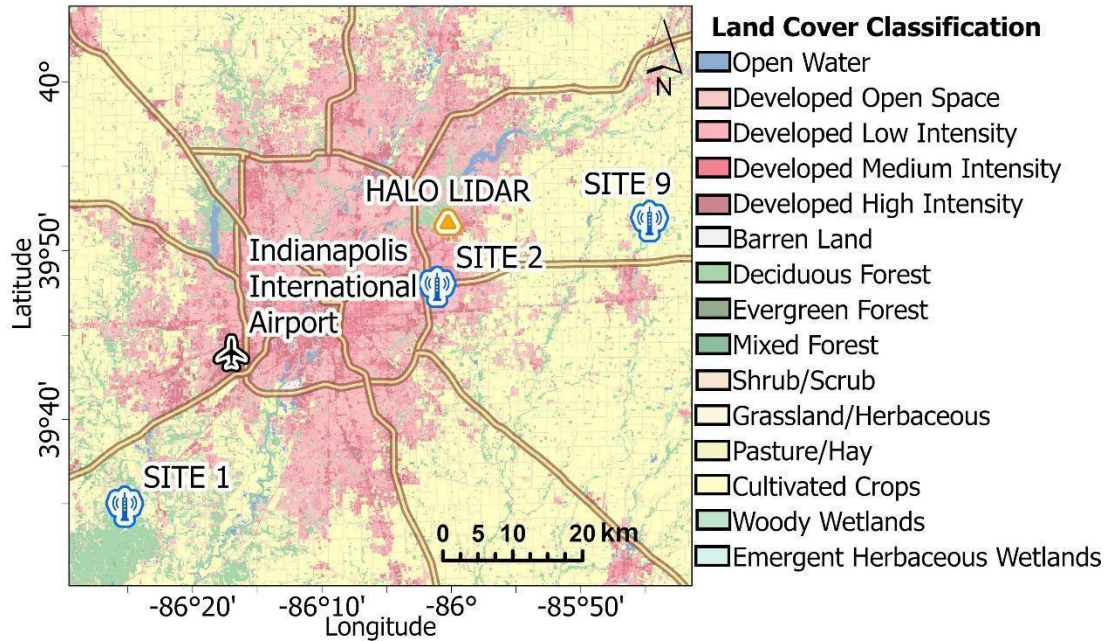 Land Cover Classification
Open Water
Developed Open Space
Developed Low Intensity
Developed Medium Intensity
Developed High Intensity
Barren Land
Deciduous Forest
Evergreen Forest
Mixed Forest
Shrub/Scrub
Grassland/Herbaceous
Pasture/Hay
Cultivated Crops
Woody Wetlands
Emergent Herbaceous Wetlands
N
HALO LIDAR
SITE 9
SITE 2
Indianapolis
International
Airport
SITE 1
0 5 10 20 km
Latitude
40°
39°50'
39°40'
-86°20' -86°10' -86° -85°50'
Longitude